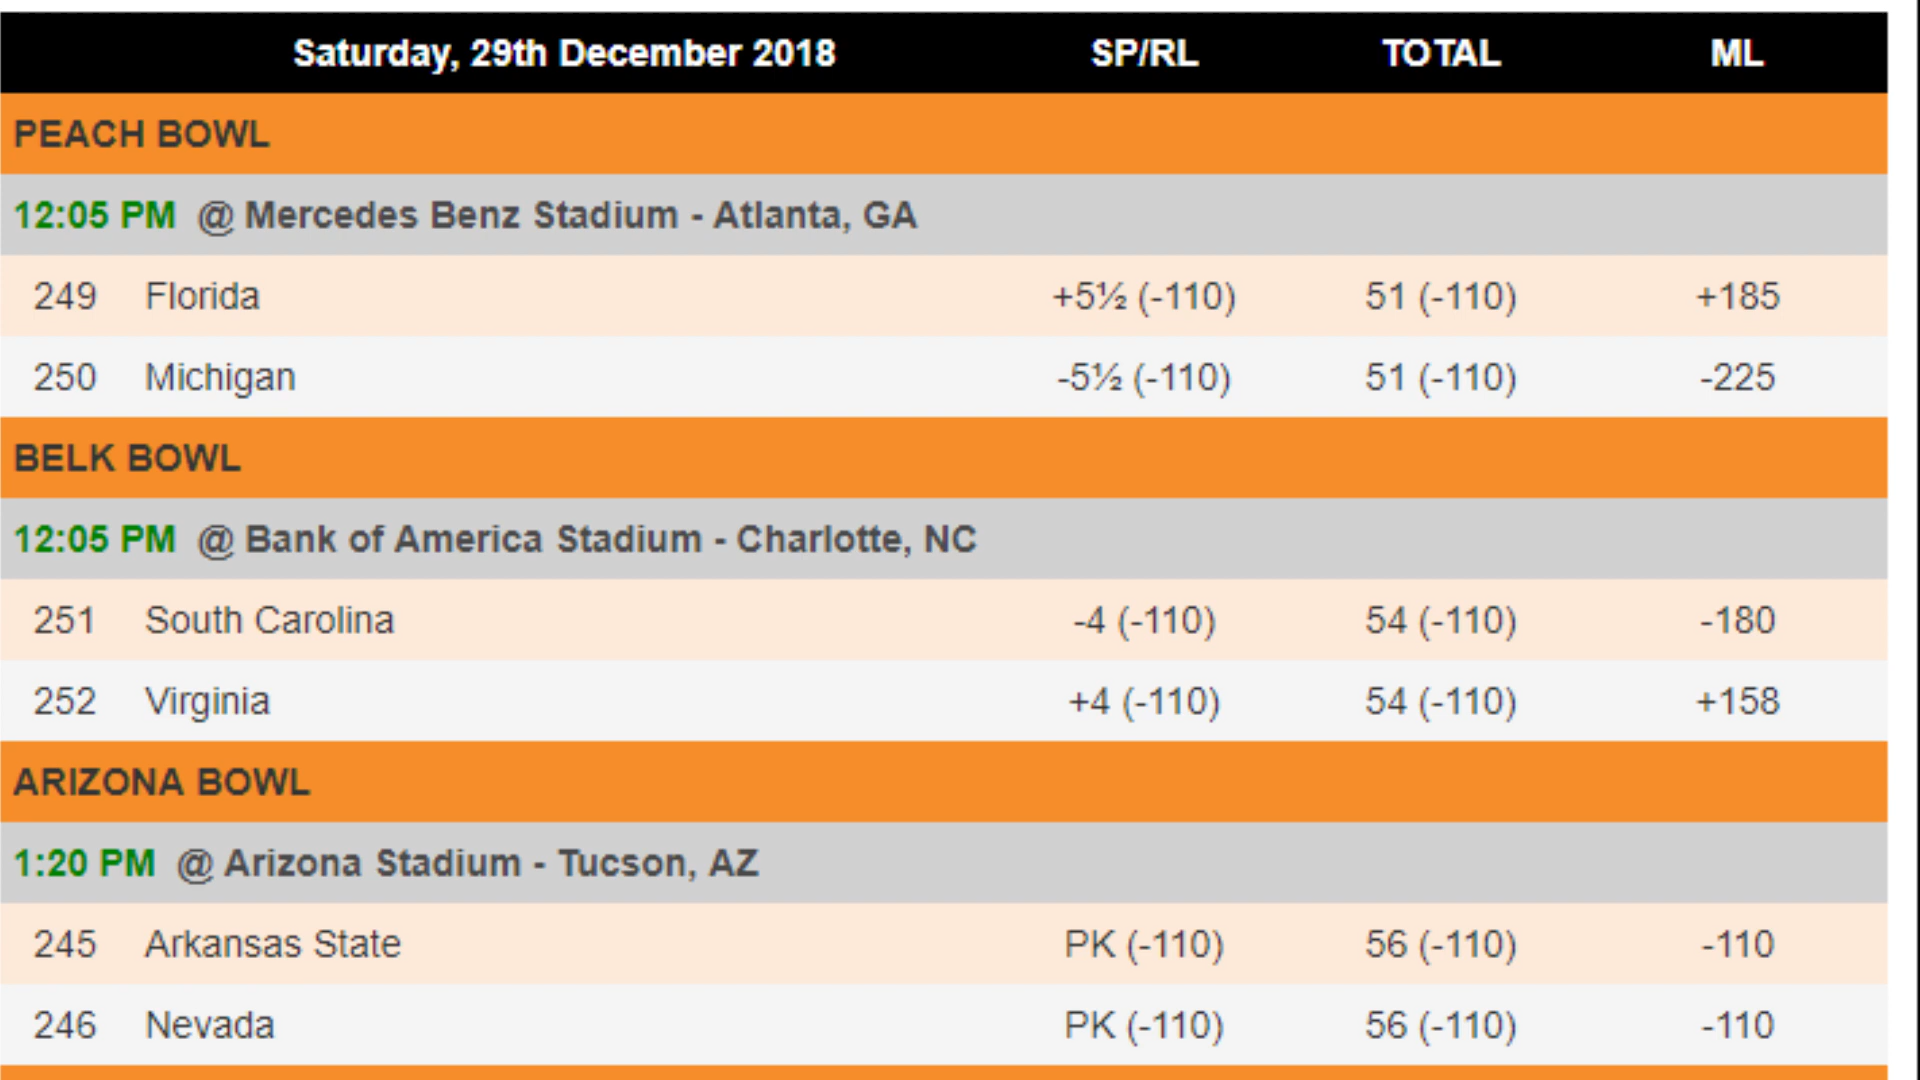 Saturday, 29th December 2018 SP/RL TOTAL ML
PEACH BOWL
12:05 PM @ Mercedes Benz Stadium - Atlanta, GA
249 Florida +5½ (-110) 51 (-110) +185
250 Michigan -5½ (-110) 51 (-110) -225
BELK BOWL
12:05 PM @ Bank of America Stadium - Charlotte, NC
251 South Carolina -4 (-110) 54 (-110) -180
252 Virginia +4 (-110) 54 (-110) +158
ARIZONA BOWL
1:20 PM @ Arizona Stadium - Tucson, AZ
245 Arkansas State PK (-110) 56 (-110) -110
246 Nevada PK (-110) 56 (-110) -110